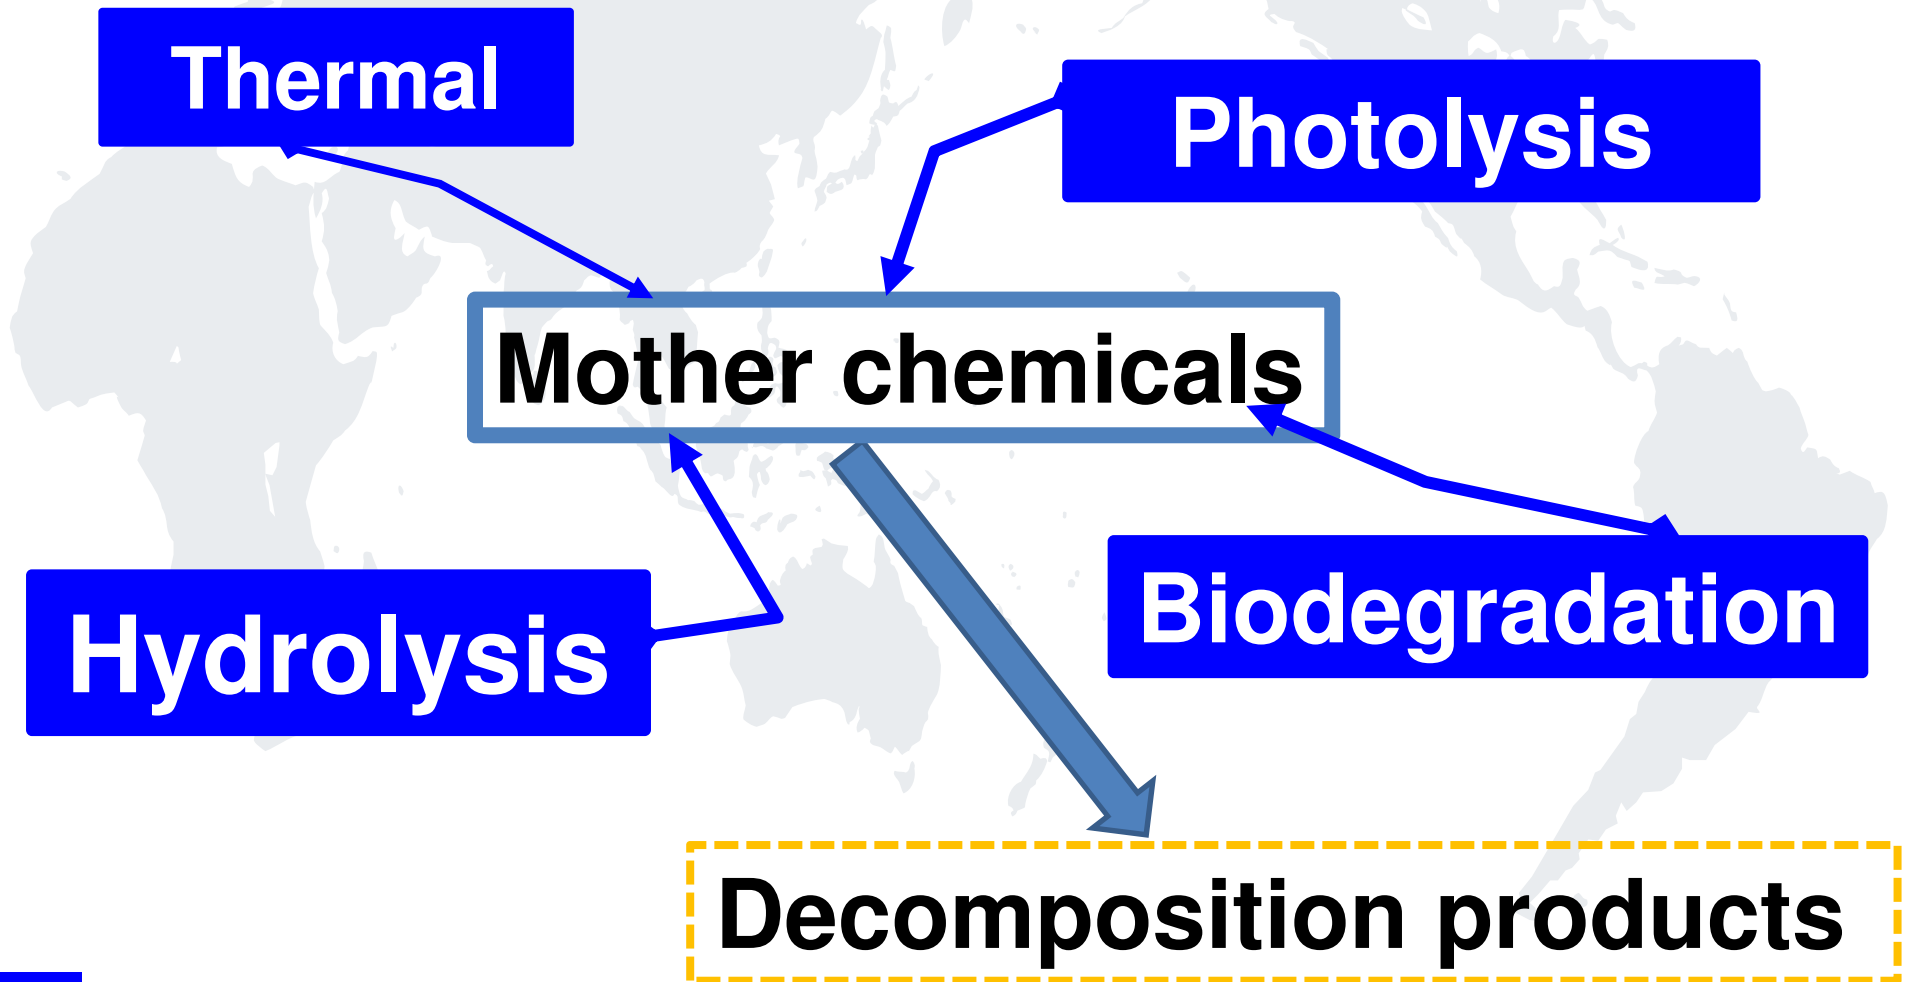 Thermal
Photolysis
Mother chemicals
Hydrolysis
Biodegradation
Decomposition products